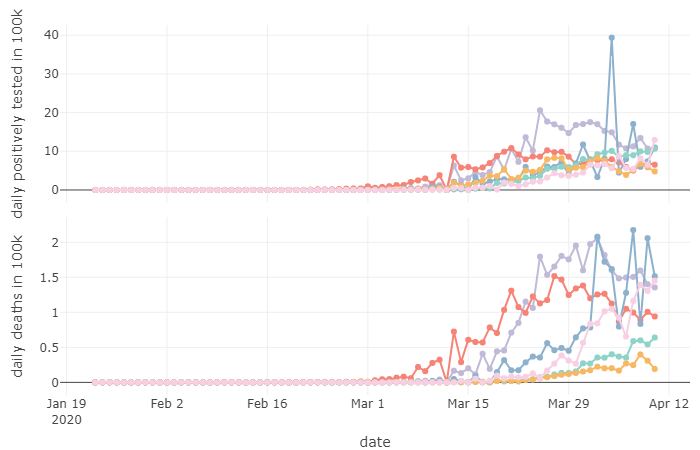 daily positively tested in 100k
40
30
20
10
0
daily deaths in 100k
2
1.5
1
0.5
0
Jan 19
2020
Feb 2
Feb 16
Mar 1
Mar 15
Mar 29
Apr 12
date